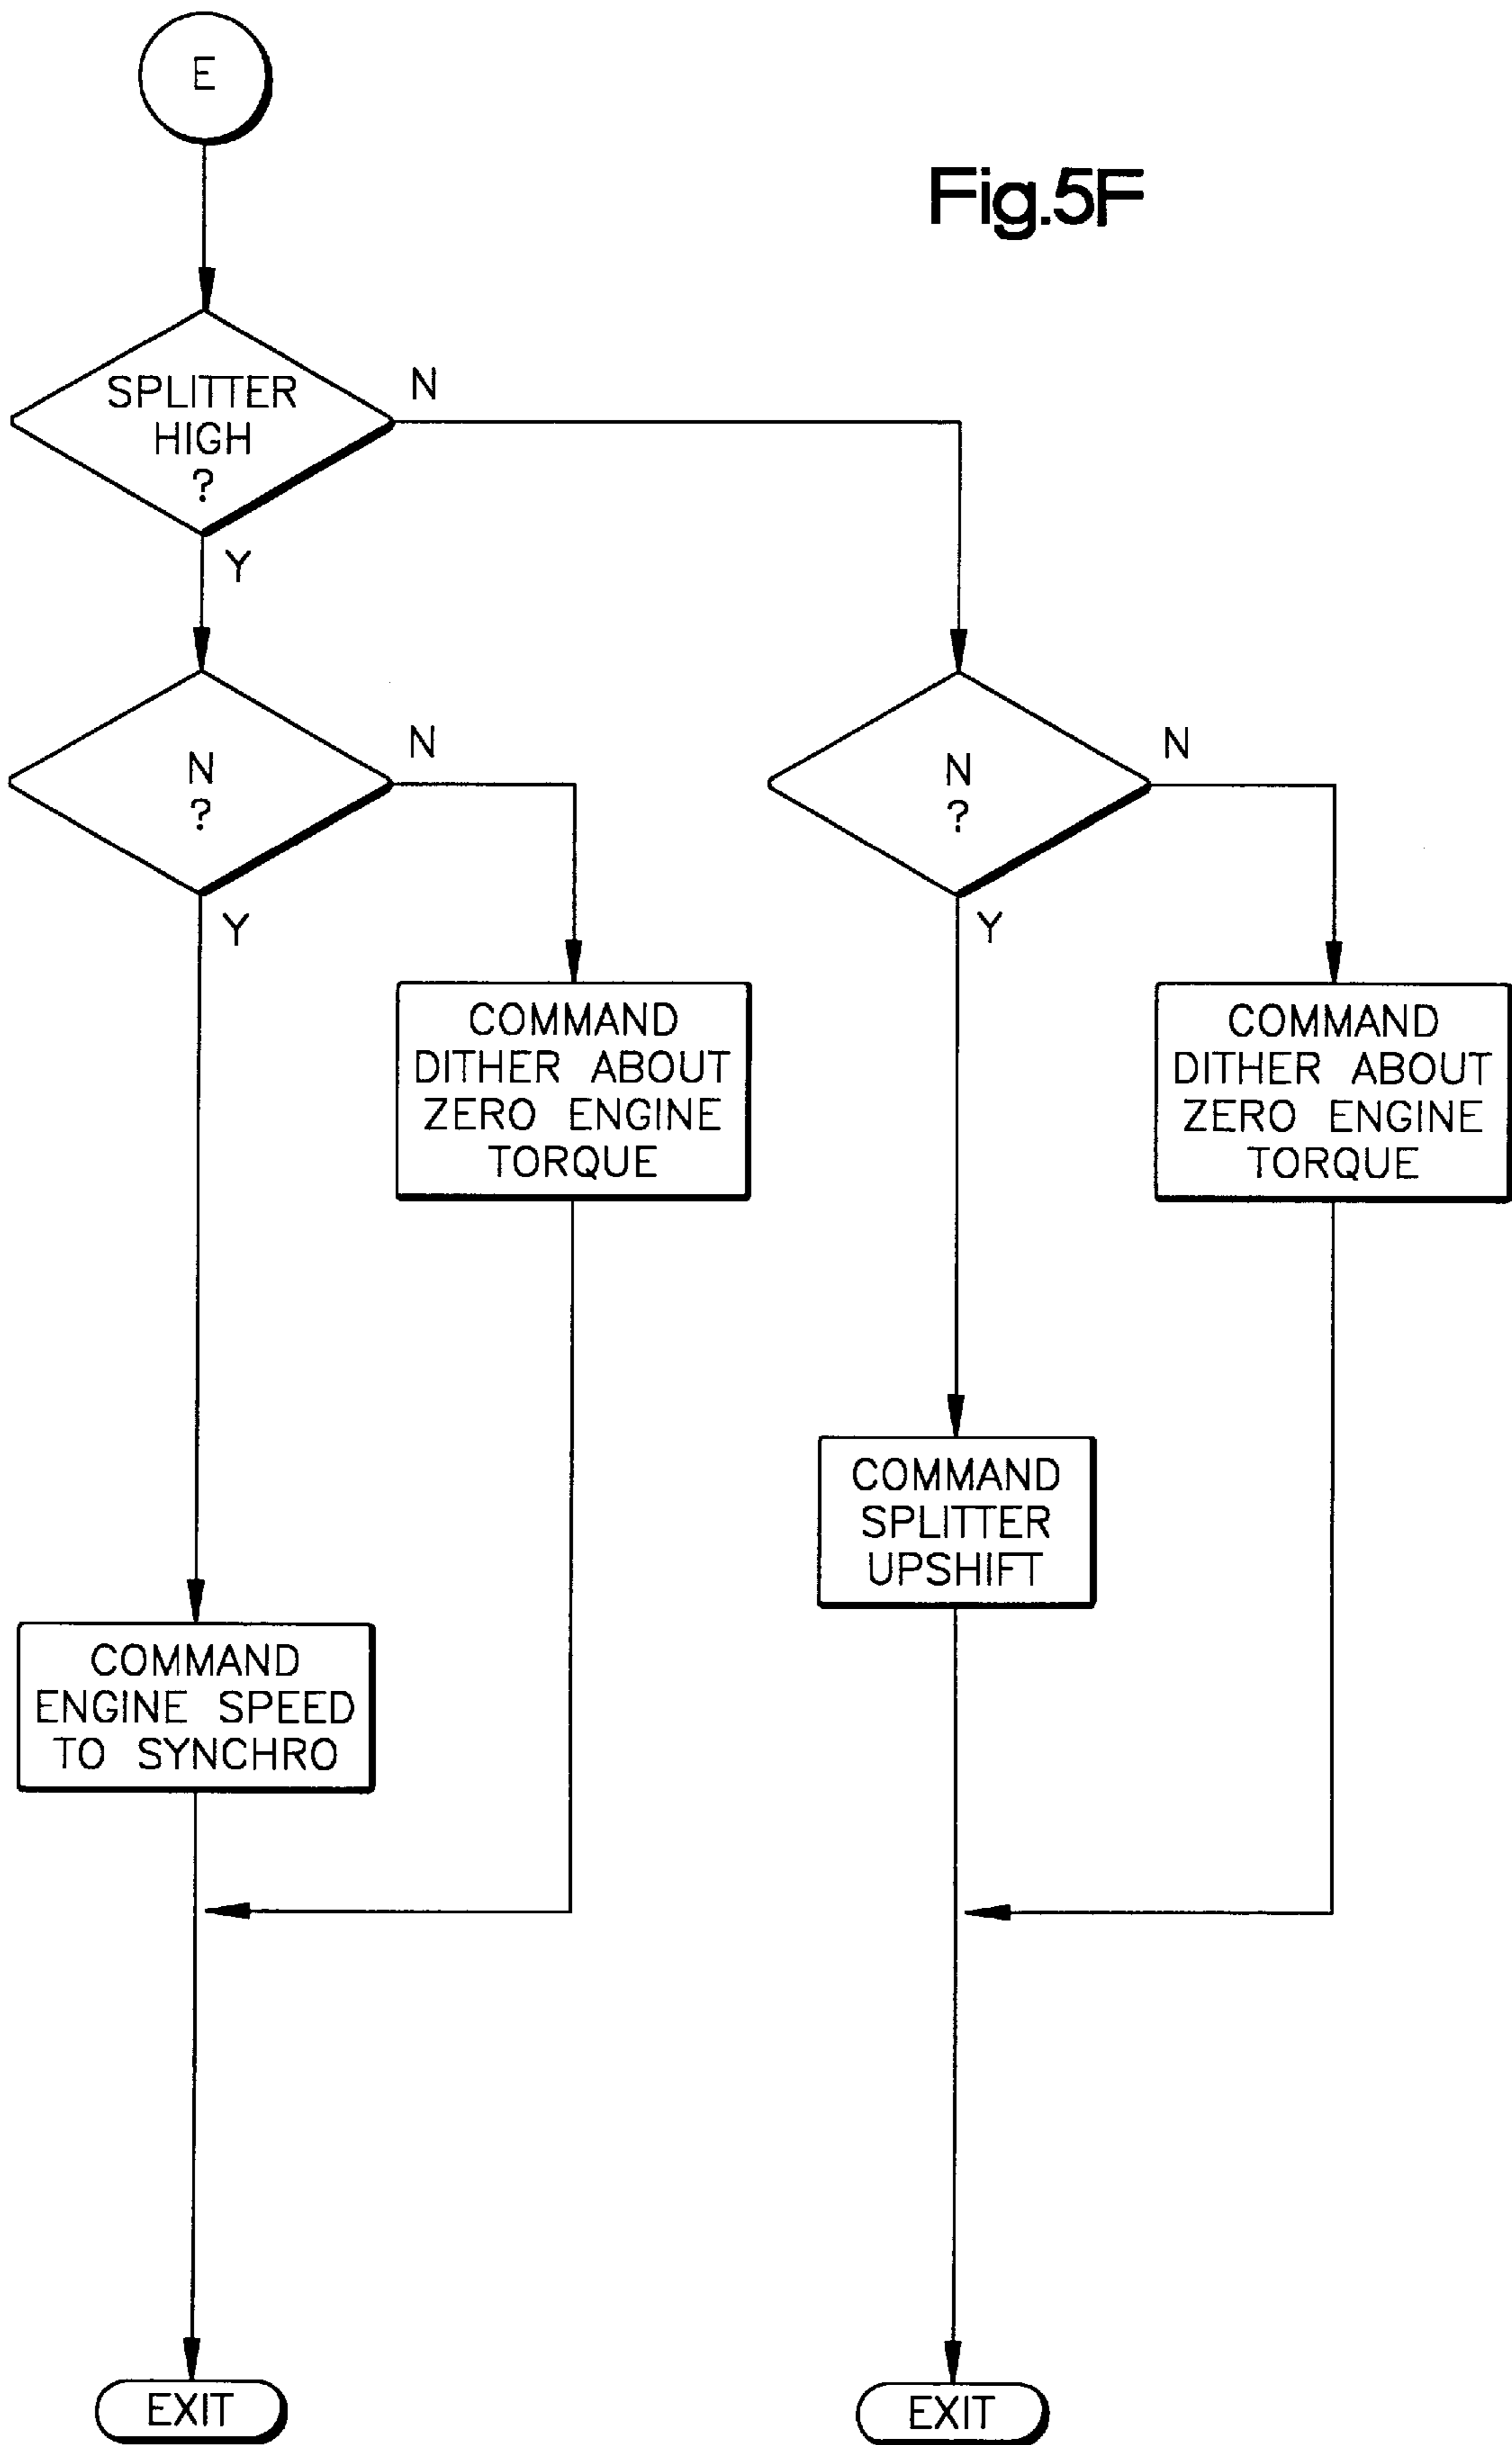 E
Fig.5F
SPLITTER
HIGH
?
N
Y
N
?
N
Y
N
?
N
Y
COMMAND
DITHER ABOUT
ZERO ENGINE
TORQUE
COMMAND
DITHER ABOUT
ZERO ENGINE
TORQUE
COMMAND
SPLITTER
UPSHIFT
COMMAND
ENGINE SPEED
TO SYNCHRO
EXIT
EXIT